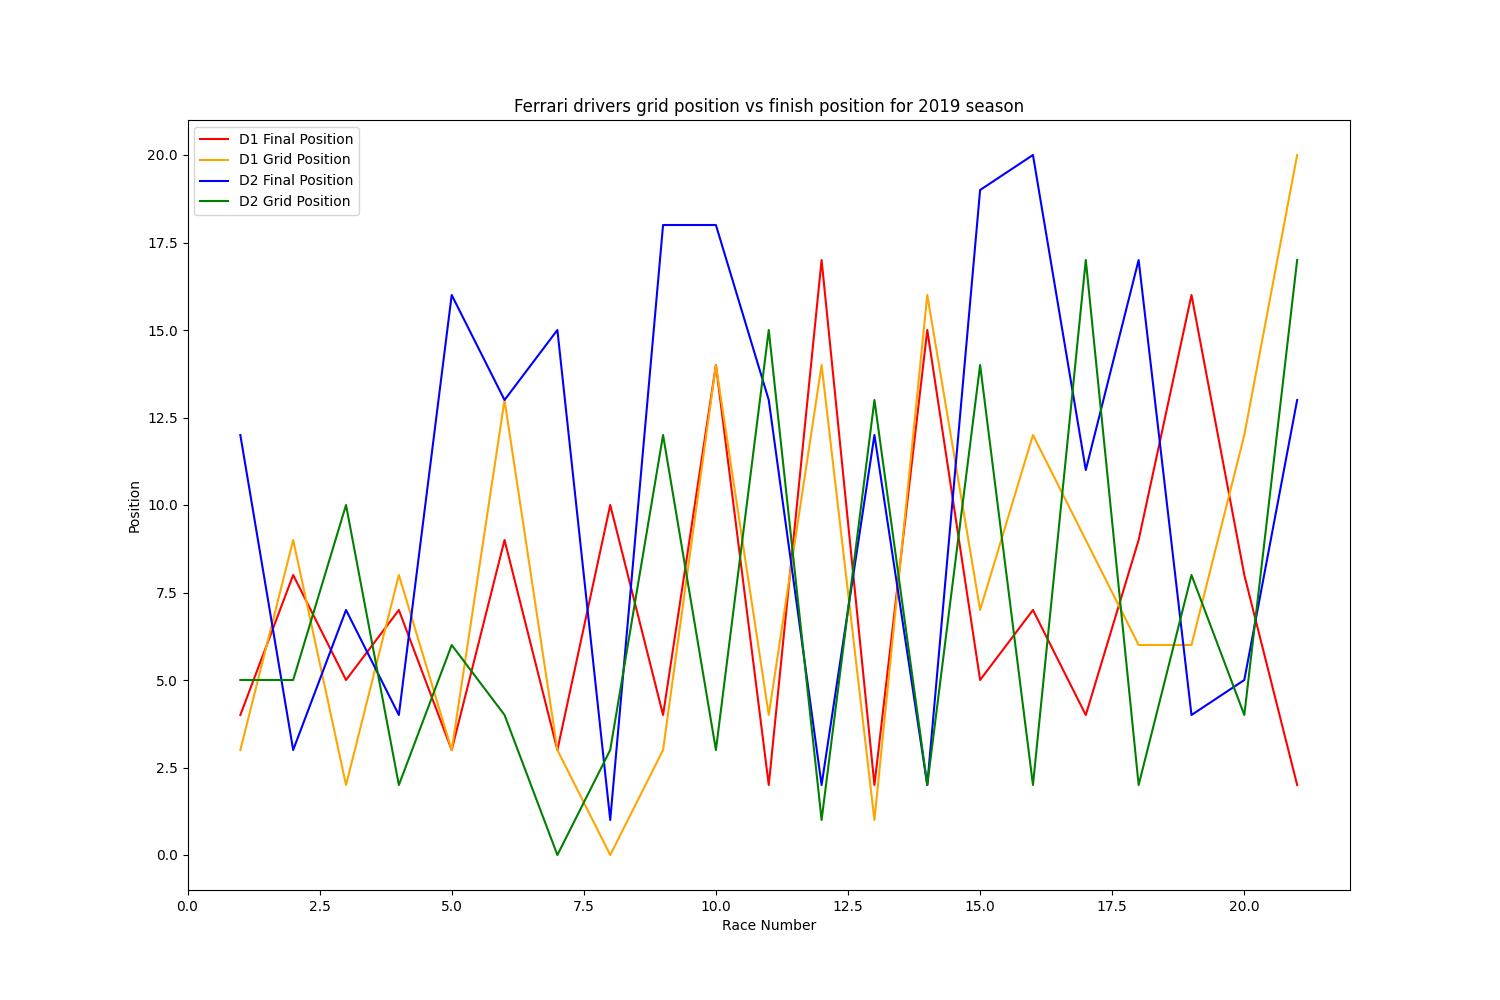 Ferrari drivers grid position vs finish position for 2019 season
D1 Final Position
D1 Grid Position
D2 Final Position
D2 Grid Position
20.0
17.5
15.0
12.5
10.0
7.5
5.0
2.5
0.0
Position
0.0 2.5 5.0 7.5 10.0 12.5 15.0 17.5 20.0
Race Number